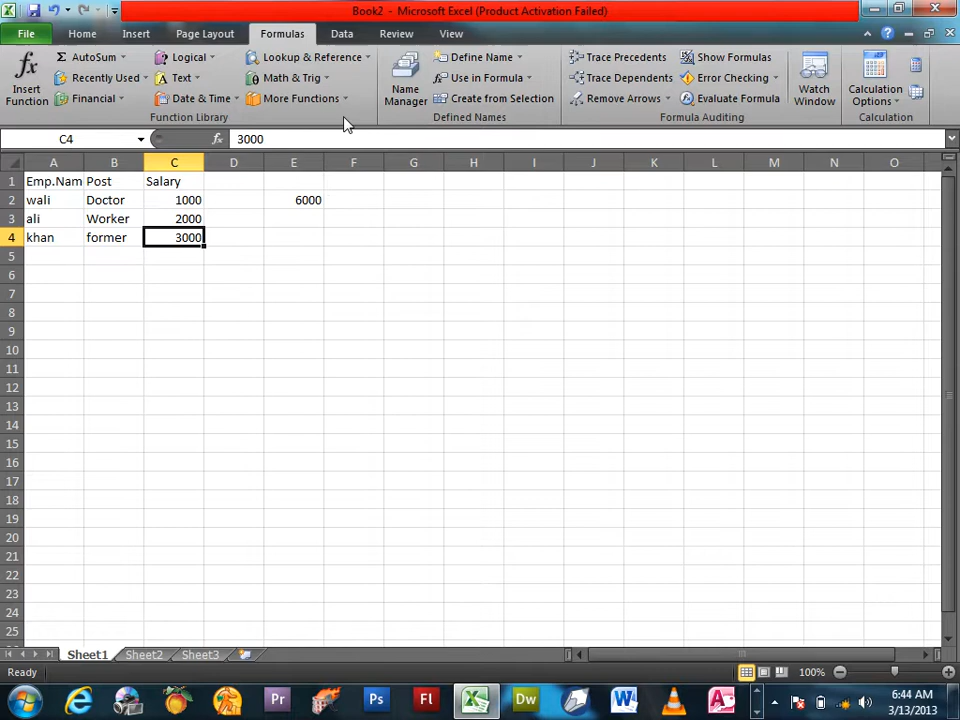 Book2 - Microsoft Excel (Product Activation Failed)
File Home Insert Page Layout Formulas Data Review View
Insert Function
AutoSum
Recently Used
Financial
Logical
Text
Date & Time
Lookup & Reference
Math & Trig
More Functions
Function Library
Name Manager
Define Name
Use in Formula
Create from Selection
Defined Names
Trace Precedents
Trace Dependents
Remove Arrows
Show Formulas
Error Checking
Evaluate Formula
Formula Auditing
Watch Window
Calculation Options
Calculation
C4 fx 3000
A B C D E F G H I J K L M N O
1 Emp.Nam Post Salary
2 wali Doctor 1000 6000
3 ali Worker 2000
4 khan former 3000
5
6
7
8
9
10
11
12
13
14
15
16
17
18
19
20
21
22
23
24
25
Sheet1 Sheet2 Sheet3
Ready 100%
Pr Ps Fl Dw W A
6:44 AM
3/13/2013